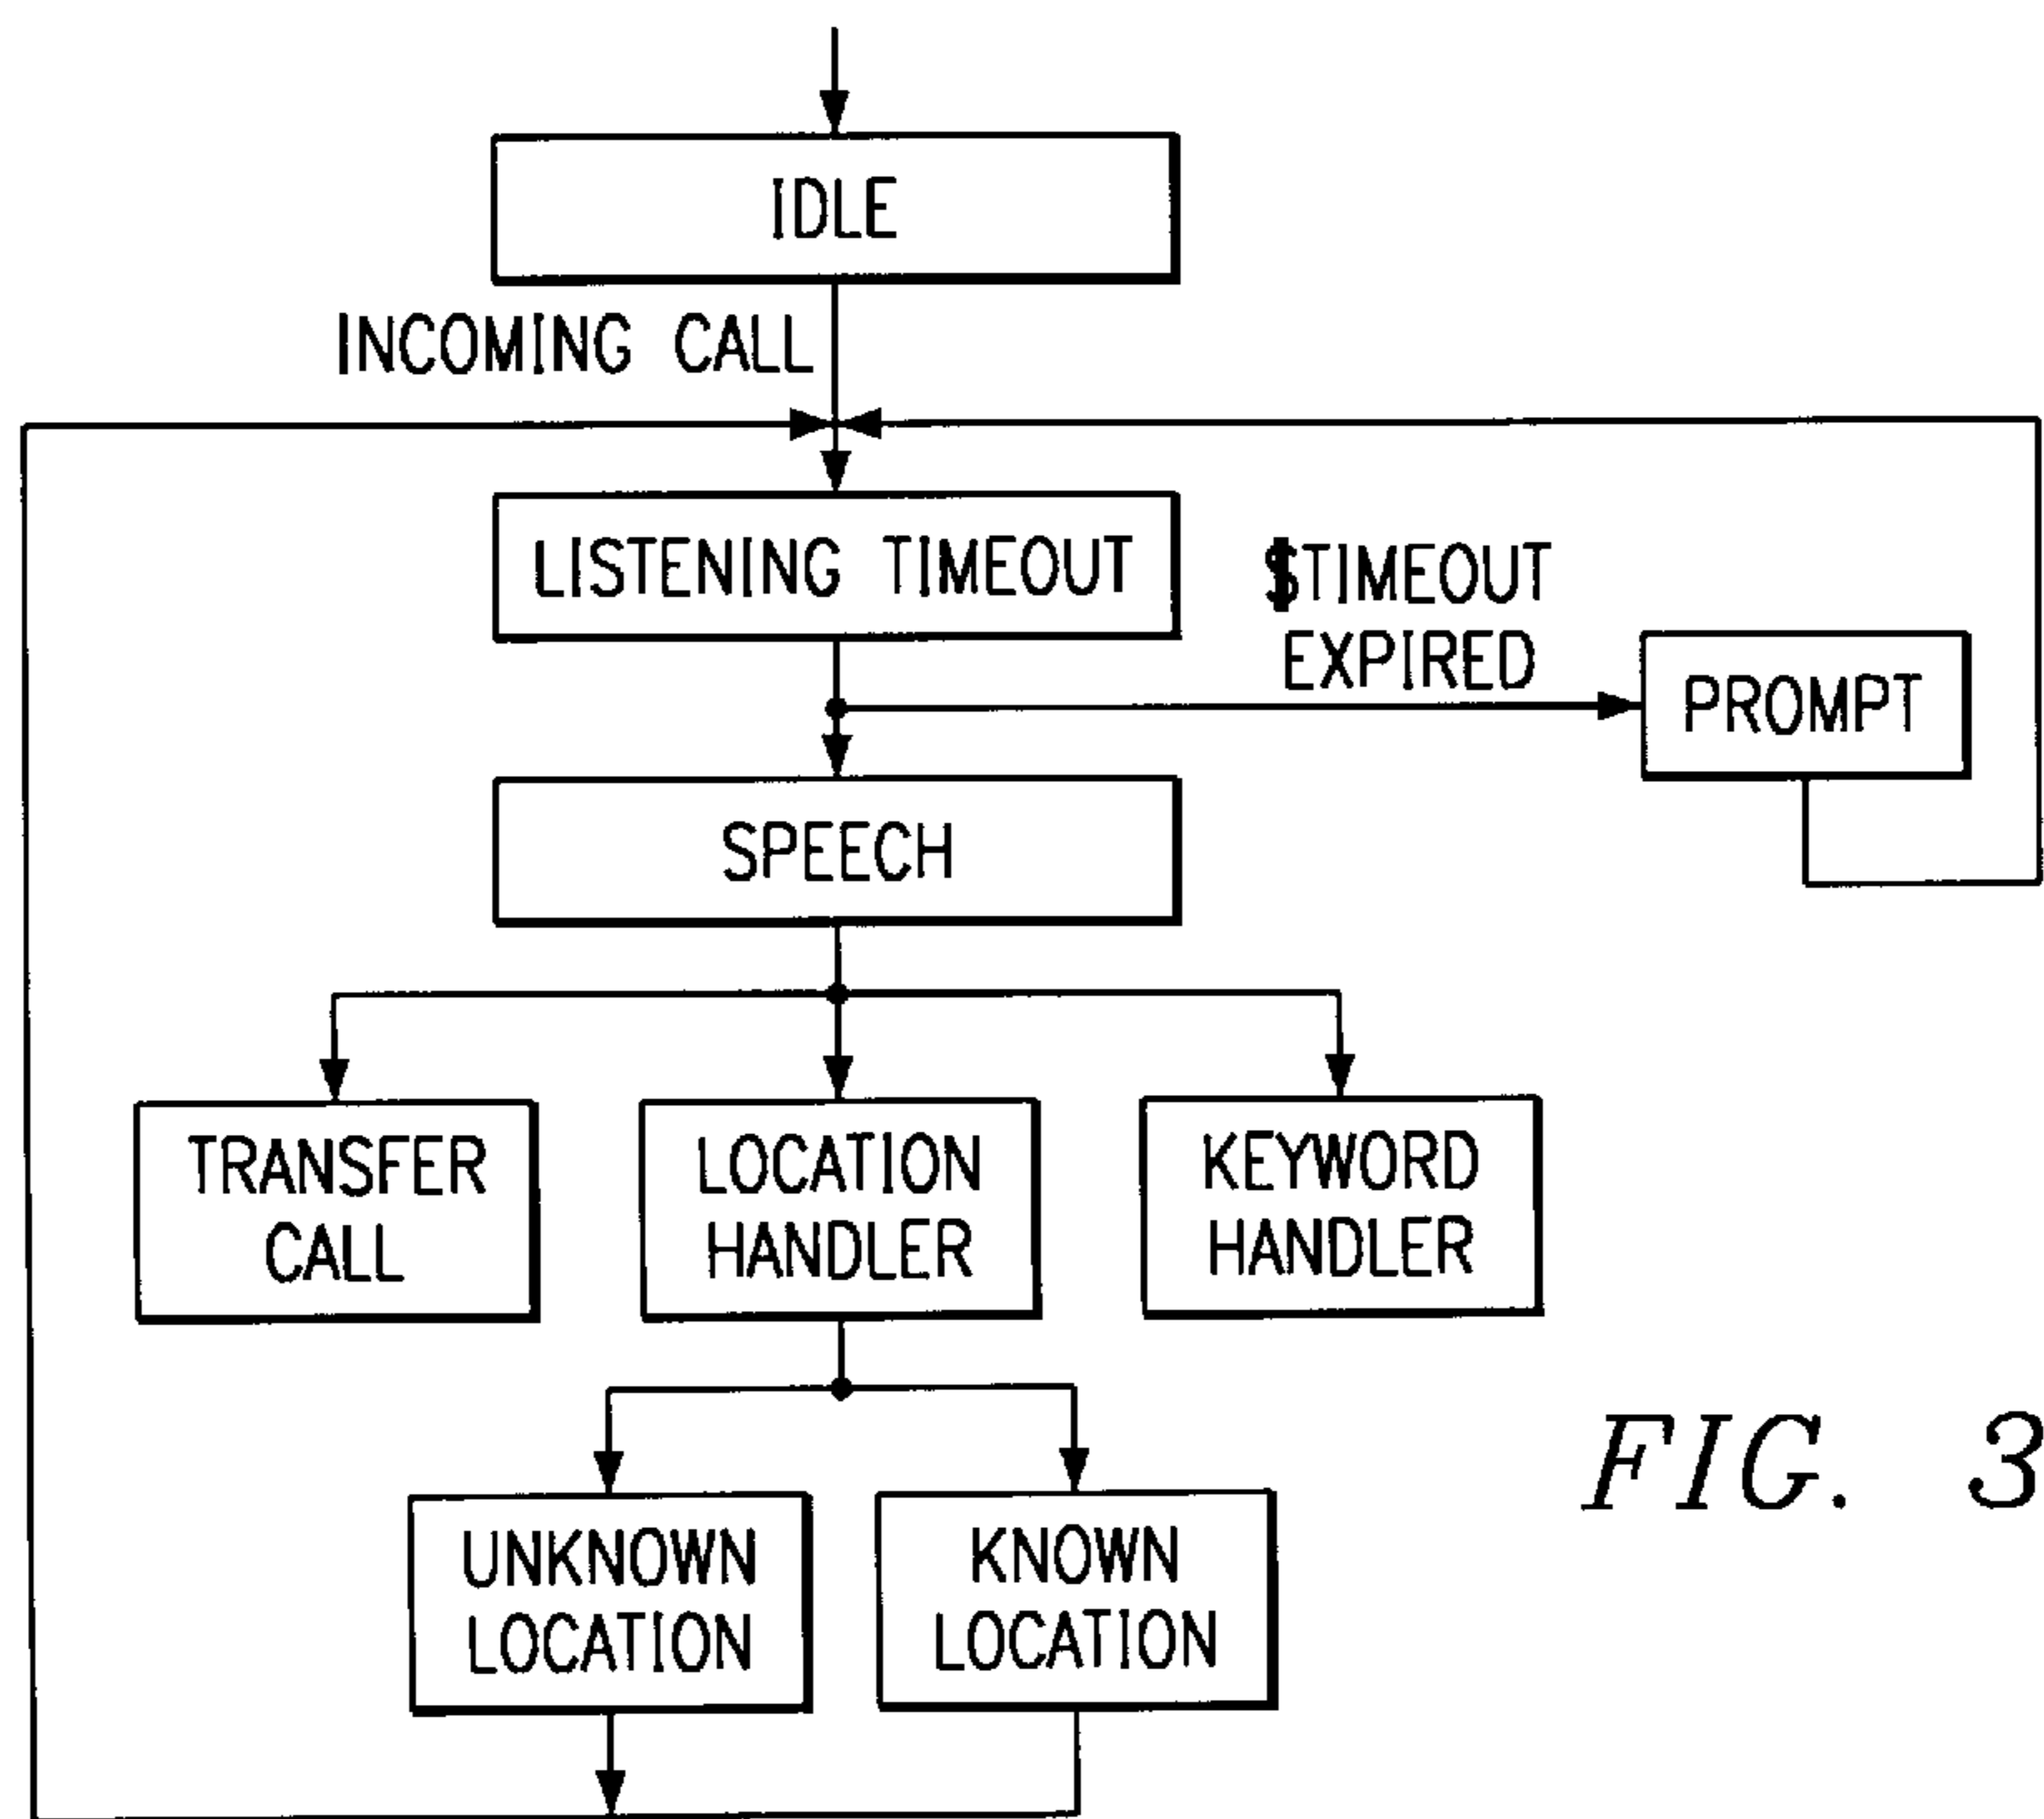 IDLE
INCOMING CALL
LISTENING TIMEOUT
$TIMEOUT
EXPIRED
PROMPT
SPEECH
TRANSFER
CALL
LOCATION
HANDLER
KEYWORD
HANDLER
UNKNOWN
LOCATION
KNOWN
LOCATION
FIG. 3